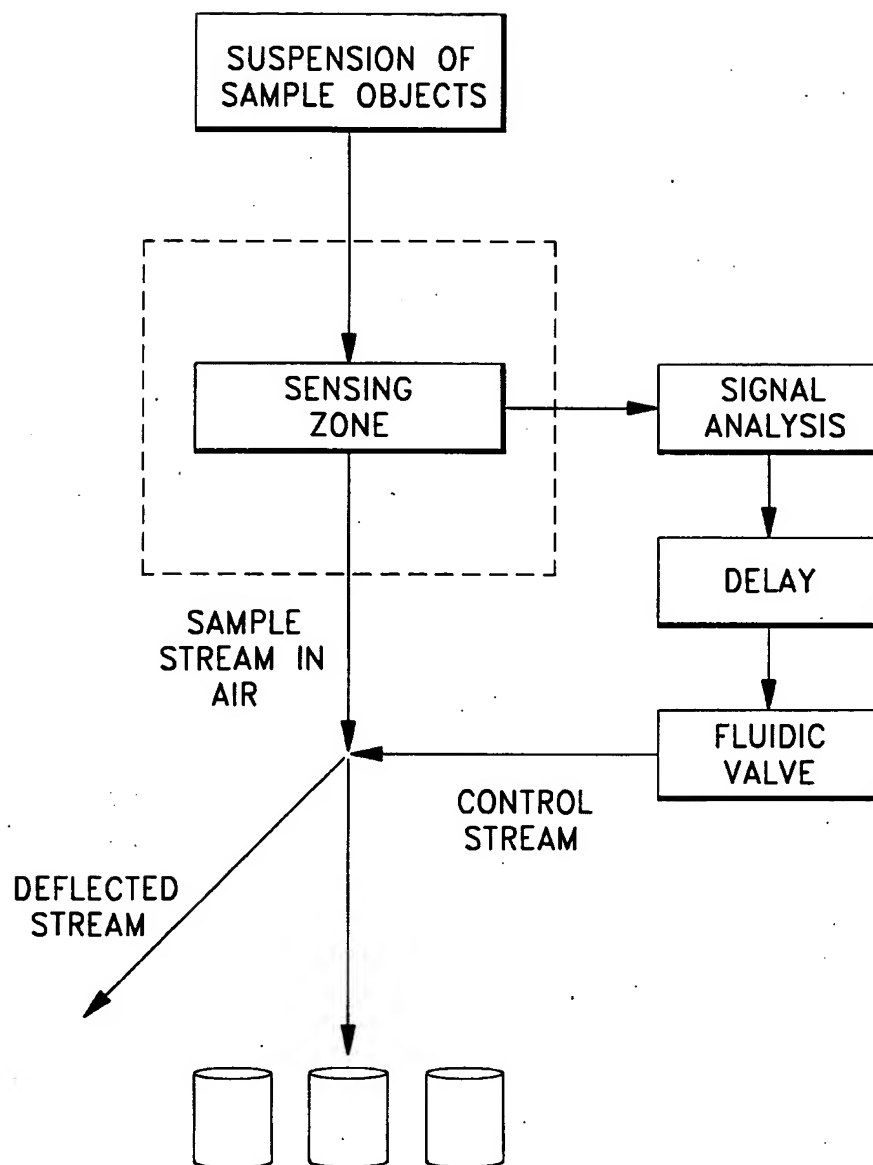 SUSPENSION OF
SAMPLE OBJECTS
SENSING
ZONE
SIGNAL
ANALYSIS
DELAY
SAMPLE
STREAM IN
AIR
FLUIDIC
VALVE
CONTROL
STREAM
DEFLECTED
STREAM